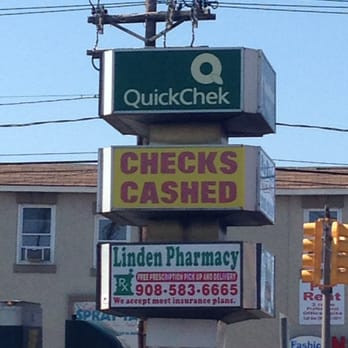 QuickChek
CHECKS
CASHED
Linden Pharmacy
FREE PRESCRIPTION PICK UP AND DELIVERY
Rx
908-583-6665
We accept most insurance plans.
Rent
Fashion